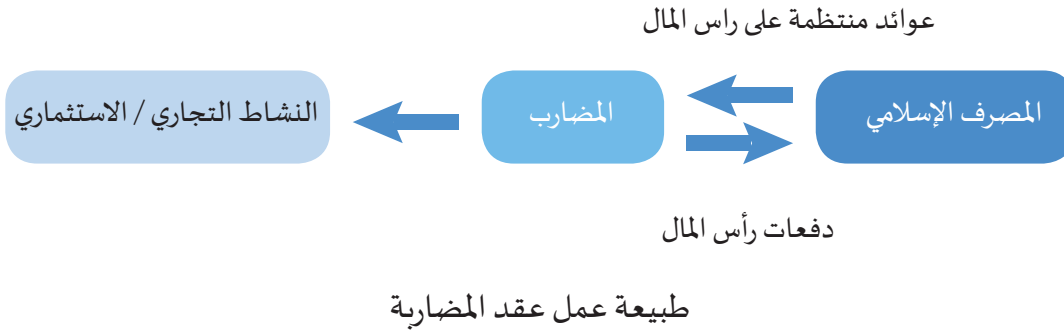 عوائد منتظمة على راس المال
المصرف الإسلامي
المضارب
النشاط التجاري / الاستثماري
دفعات رأس المال
طبيعة عمل عقد المضاربة